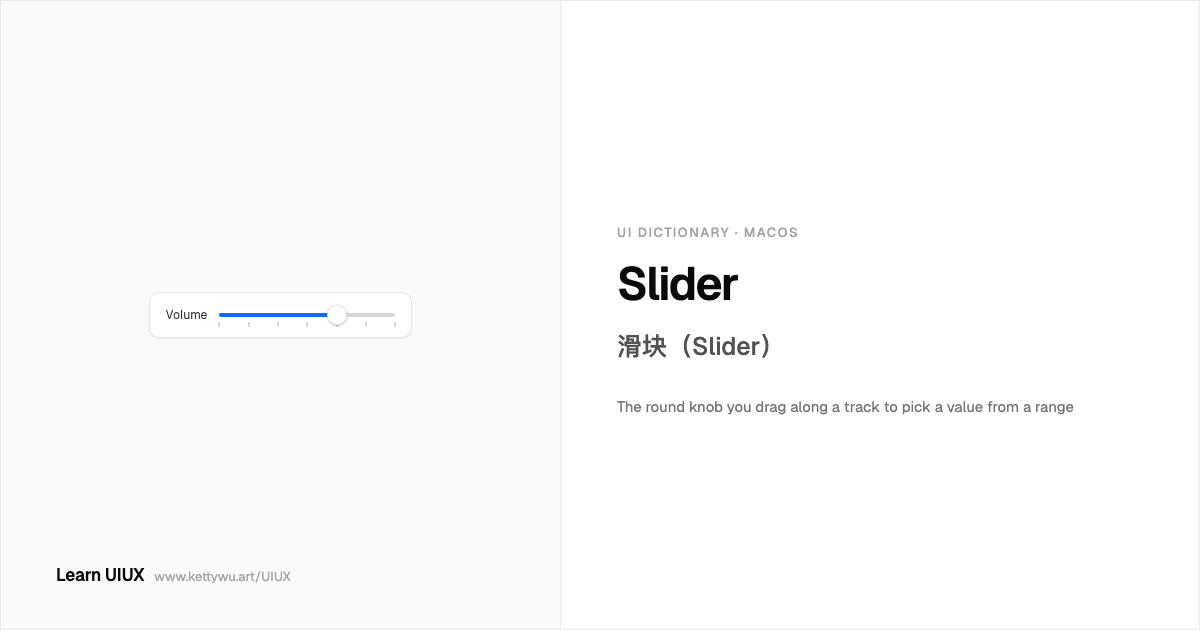 Volume
UI DICTIONARY · MACOS
Slider
滑块（Slider）
The round knob you drag along a track to pick a value from a range
Learn UIUX www.kettywu.art/UIUX